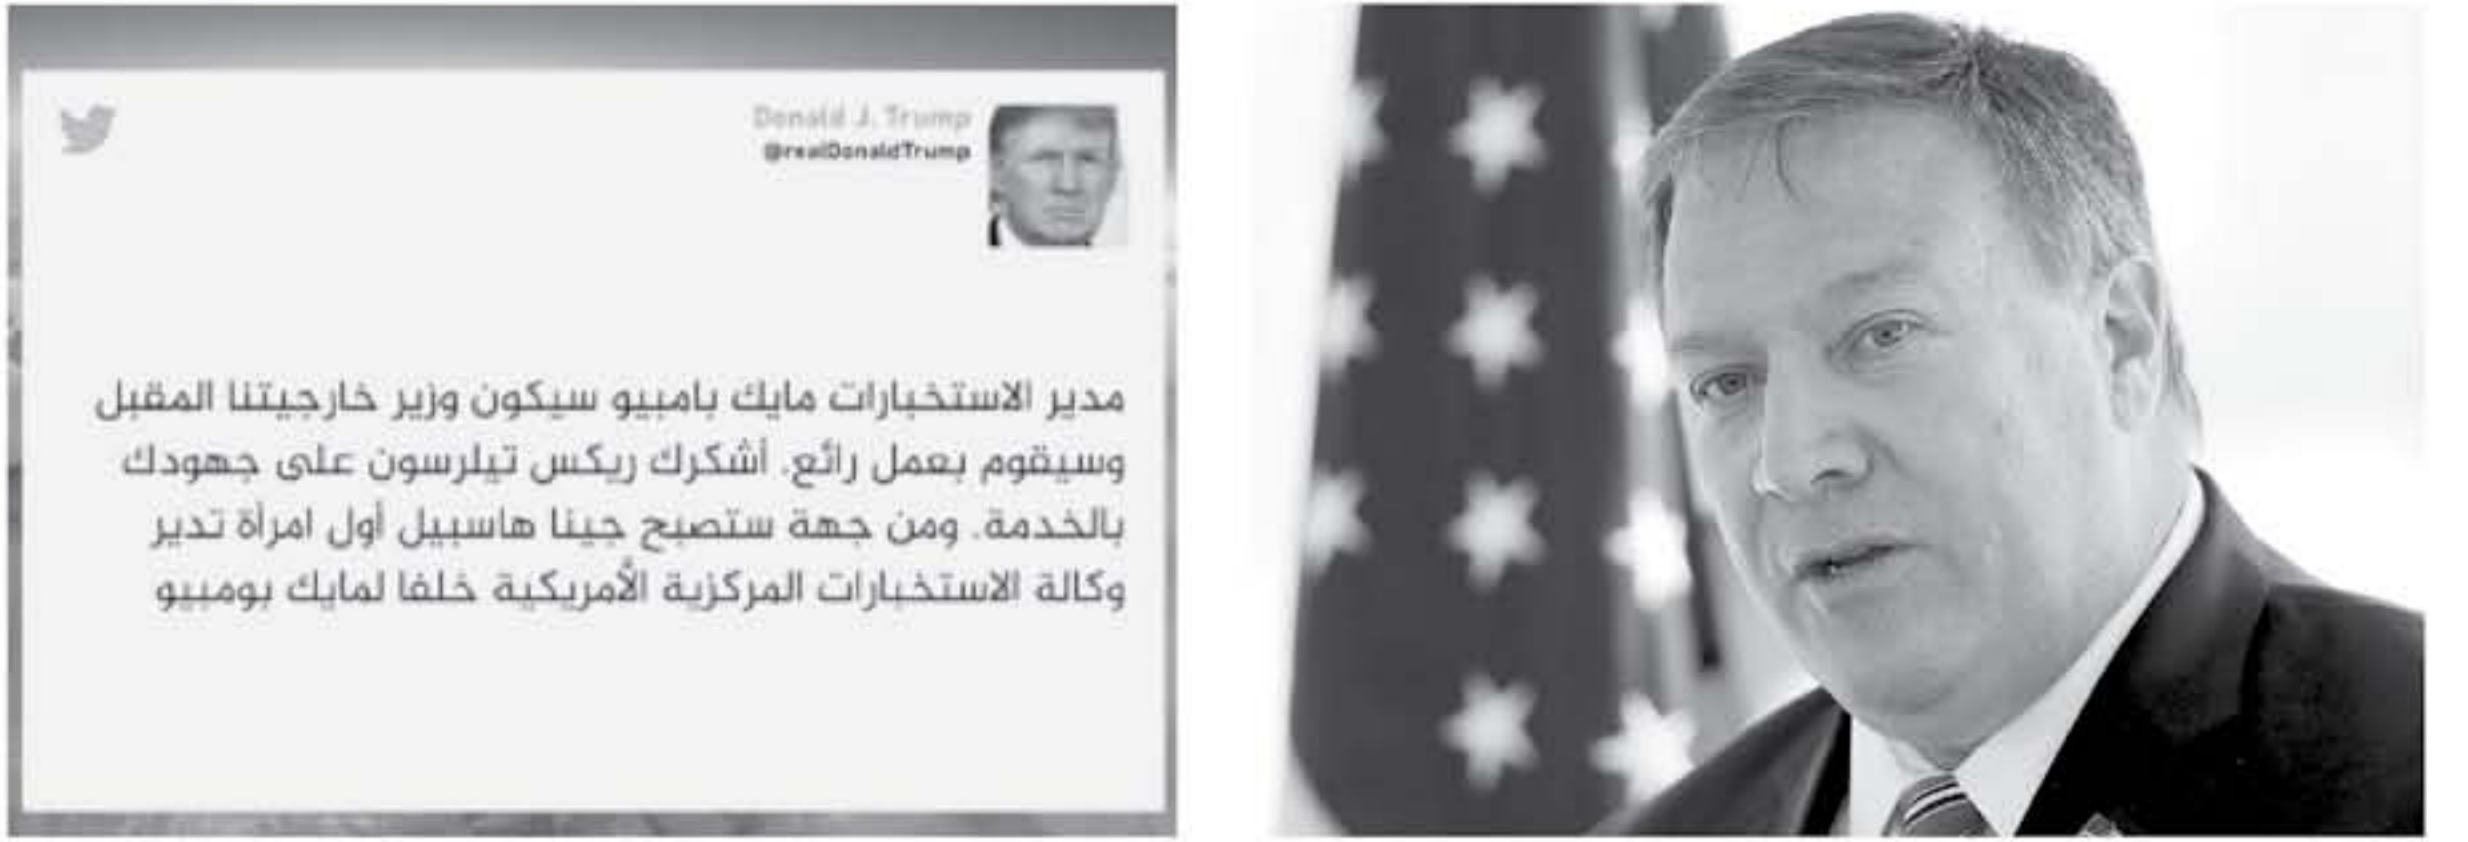 Donald J. Trump
@realDonaldTrump
مدير الاستخبارات مايك بامبيو سيكون وزير خارجيتنا المقبل
وسيقوم بعمل رائع. أشكرك ريكس تيلرسون على جهودك
بالخدمة. ومن جهة ستصبح جينا هاسبيل أول امرأة تدير
وكالة الاستخبارات المركزية الأمريكية خلفا لمايك بومبيو